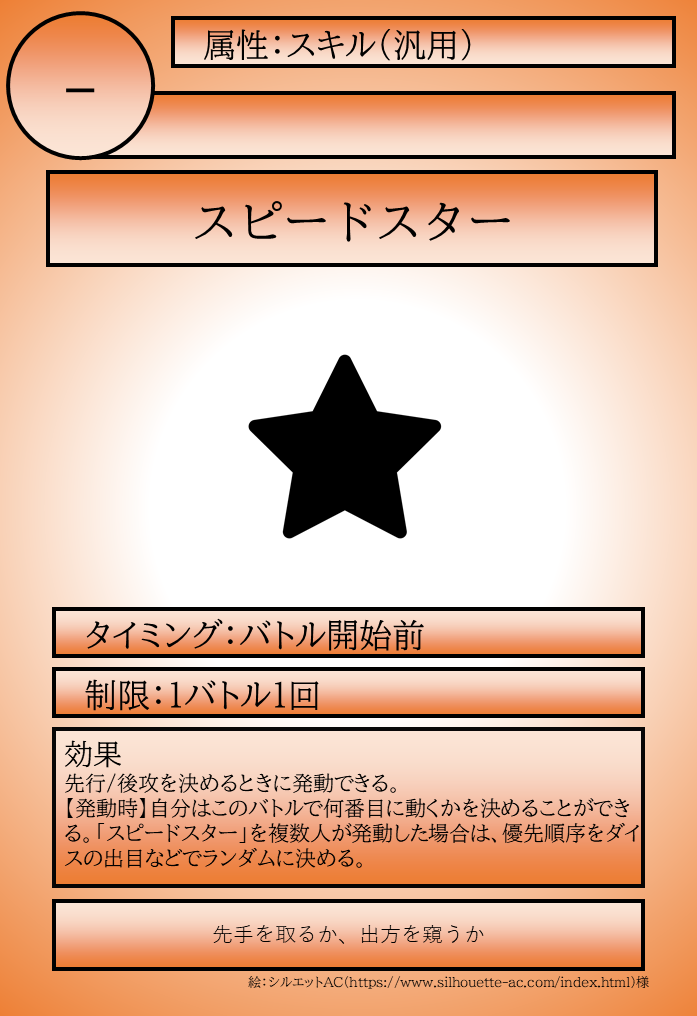 属性：スキル（汎用）
－
スピードスター
タイミング：バトル開始前
制限：1バトル1回
効果
先行/後攻を決めるときに発動できる。
【発動時】自分はこのバトルで何番目に動くかを決めることができ
る。「スピードスター」を複数人が発動した場合は、優先順序をダイ
スの出目などでランダムに決める。
先手を取るか、出方を窺うか
絵：シルエットAC(https://www.silhouette-ac.com/index.html)様